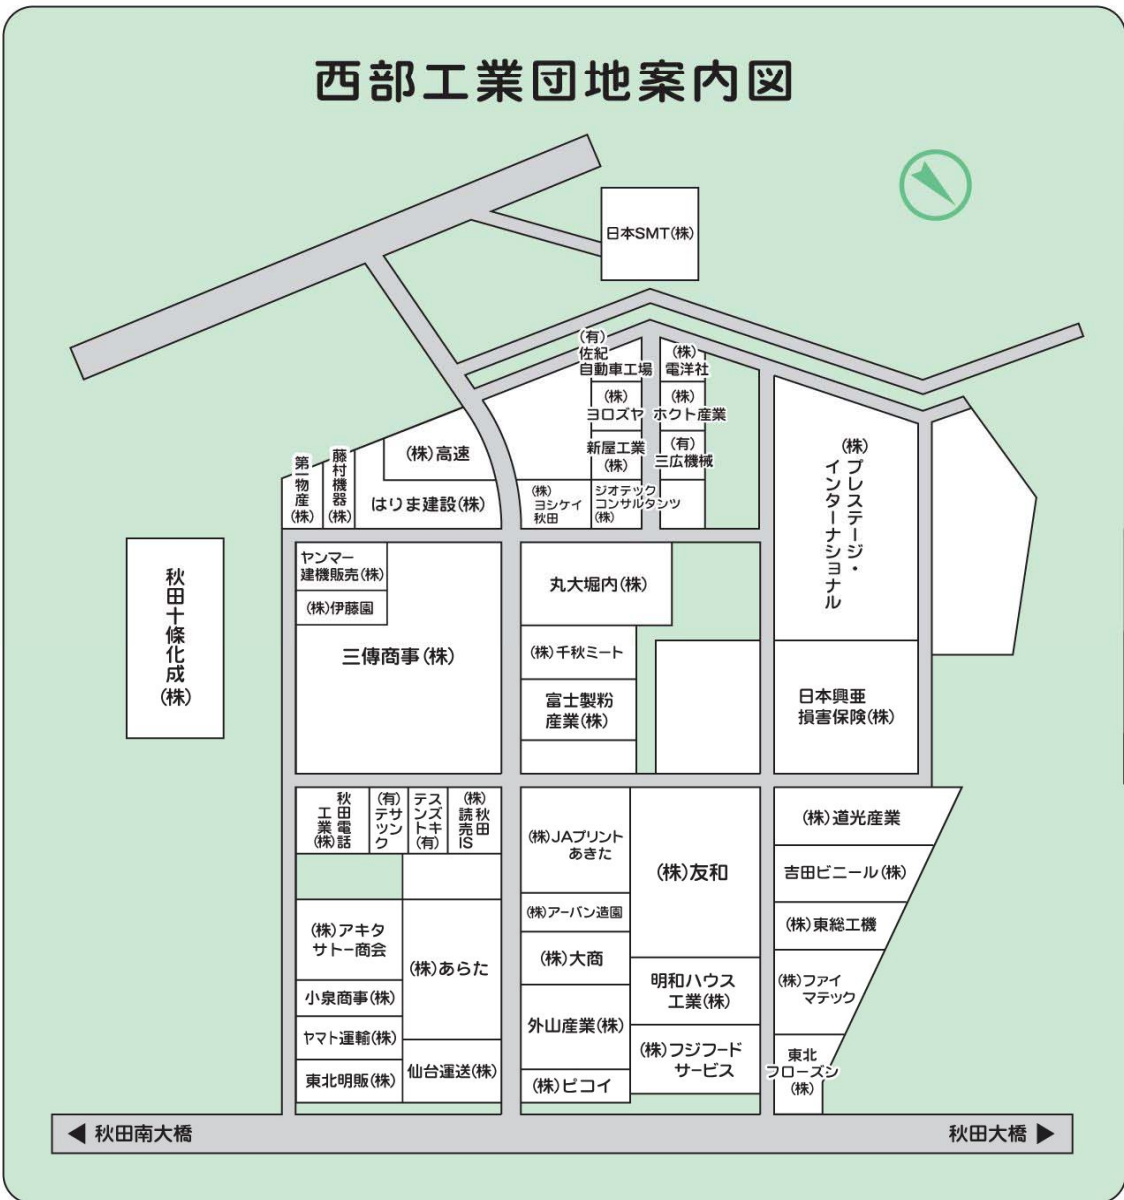 西部工業団地案内図
日本SMT(株)
(有)
佐紀
自動車工場
(株)
電洋社
(株)
ヨロズヤ
(株)
ホクト産業
新屋工業
(株)
(有)
三広機械
(株)高速
第一物産(株)
藤村機器(株)
はりま建設(株)
(株)
ヨシケイ
秋田
ジオテック
コンサルタンツ
(株)
(株)プレステージ・
インターナショナル
秋田十條化成(株)
ヤンマー
建機販売(株)
(株)伊藤園
三傳商事(株)
丸大堀内(株)
(株)千秋ミート
富士製粉
産業(株)
日本興亜
損害保険(株)
秋田電話
工業(株)
(有)サンク
テック
スズキ
テント(有)
(株)秋田
読売IS
(株)JAプリント
あきた
(株)友和
(株)道光産業
吉田ビニール(株)
(株)アーバン造園
(株)東総工機
(株)アキタ
サトー商会
(株)あらた
(株)大商
明和ハウス
工業(株)
(株)ファイ
マテック
小泉商事(株)
外山産業(株)
ヤマト運輸(株)
(株)フジフード
サービス
東北
フローズン
(株)
東北明販(株)
仙台運送(株)
(株)ピコイ
◀ 秋田南大橋
秋田大橋 ▶